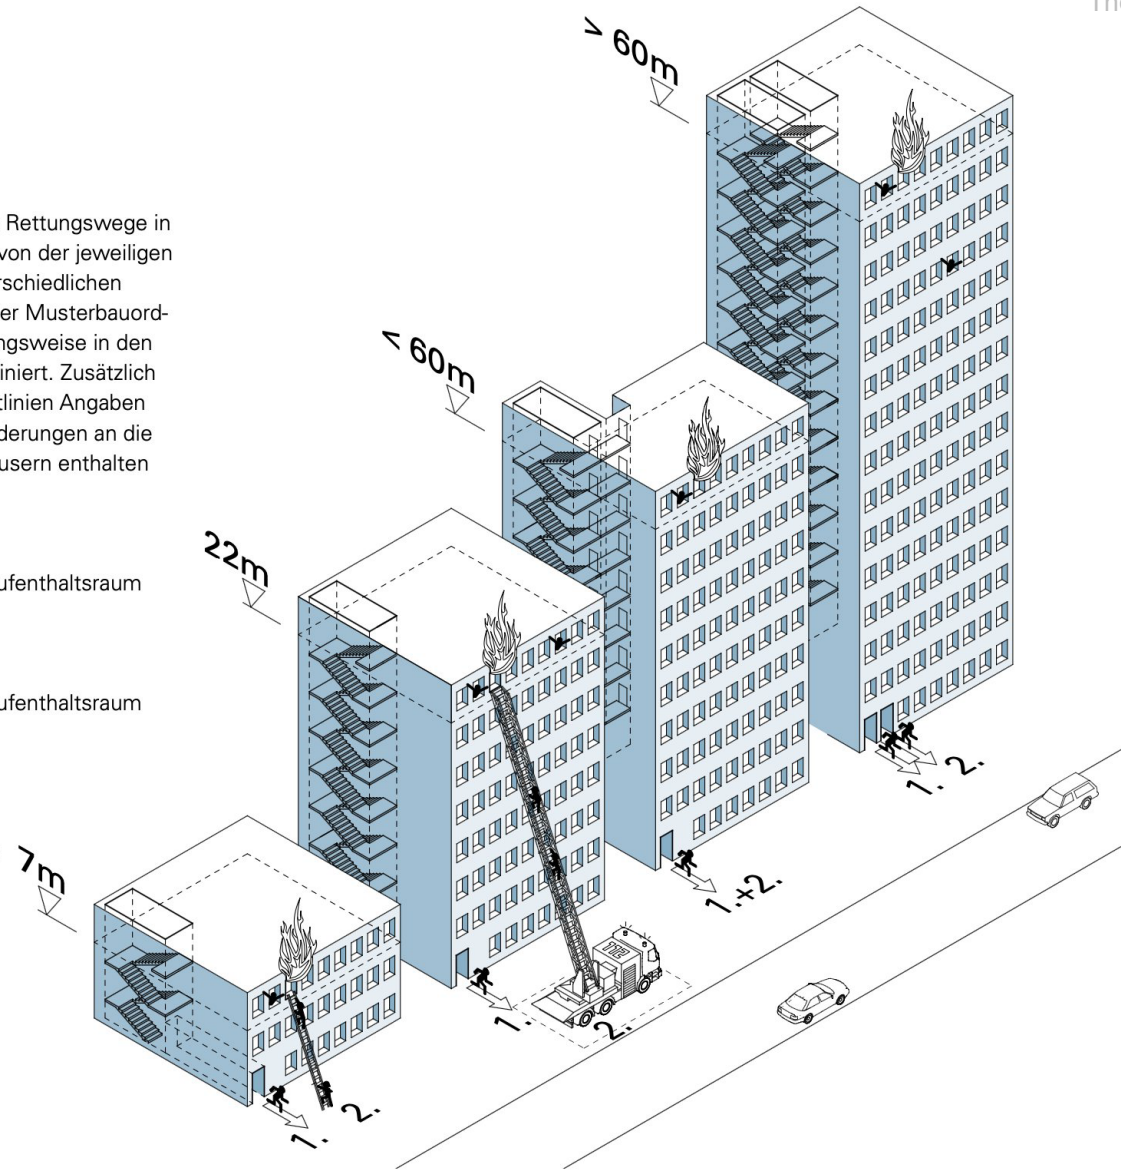 > 60m
Rettungswege in
von der jeweiligen
rschiedlichen
er Musterbauord-
ngsweise in den
iniert. Zusätzlich
tlinien Angaben
derungen an die
usern enthalten
< 60m
22m
ufenthaltsraum
ufenthaltsraum
7m
112
1. 2.
1.+2.
1. 2.
1. 2.